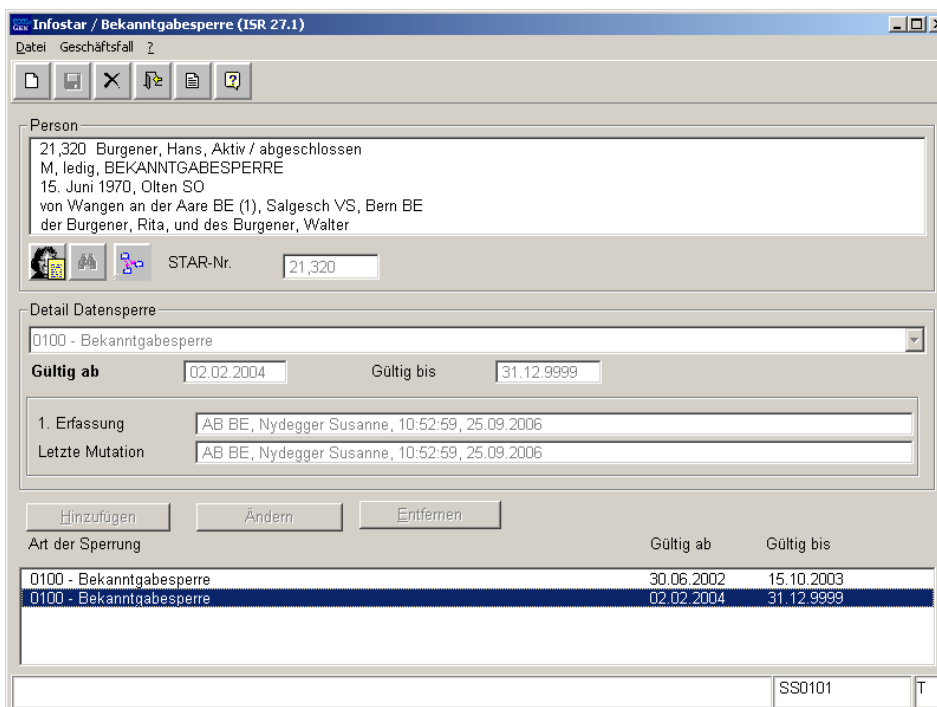 Infostar / Bekanntgabesperre (ISR 27.1)
Datei Geschäftsfall ?
Person
21,320 Burgener, Hans, Aktiv / abgeschlossen
M, ledig, BEKANNTGABESPERRE
15. Juni 1970, Olten SO
von Wangen an der Aare BE (1), Salgesch VS, Bern BE
der Burgener, Rita, und des Burgener, Walter
STAR-Nr. 21,320
Detail Datensperre
0100 - Bekanntgabesperre
Gültig ab 02.02.2004 Gültig bis 31.12.9999
1. Erfassung AB BE, Nydegger Susanne, 10:52:59, 25.09.2006
Letzte Mutation AB BE, Nydegger Susanne, 10:52:59, 25.09.2006
Hinzufügen Ändern Entfernen
Art der Sperrung Gültig ab Gültig bis
0100 - Bekanntgabesperre 30.06.2002 15.10.2003
0100 - Bekanntgabesperre 02.02.2004 31.12.9999
SS0101 T